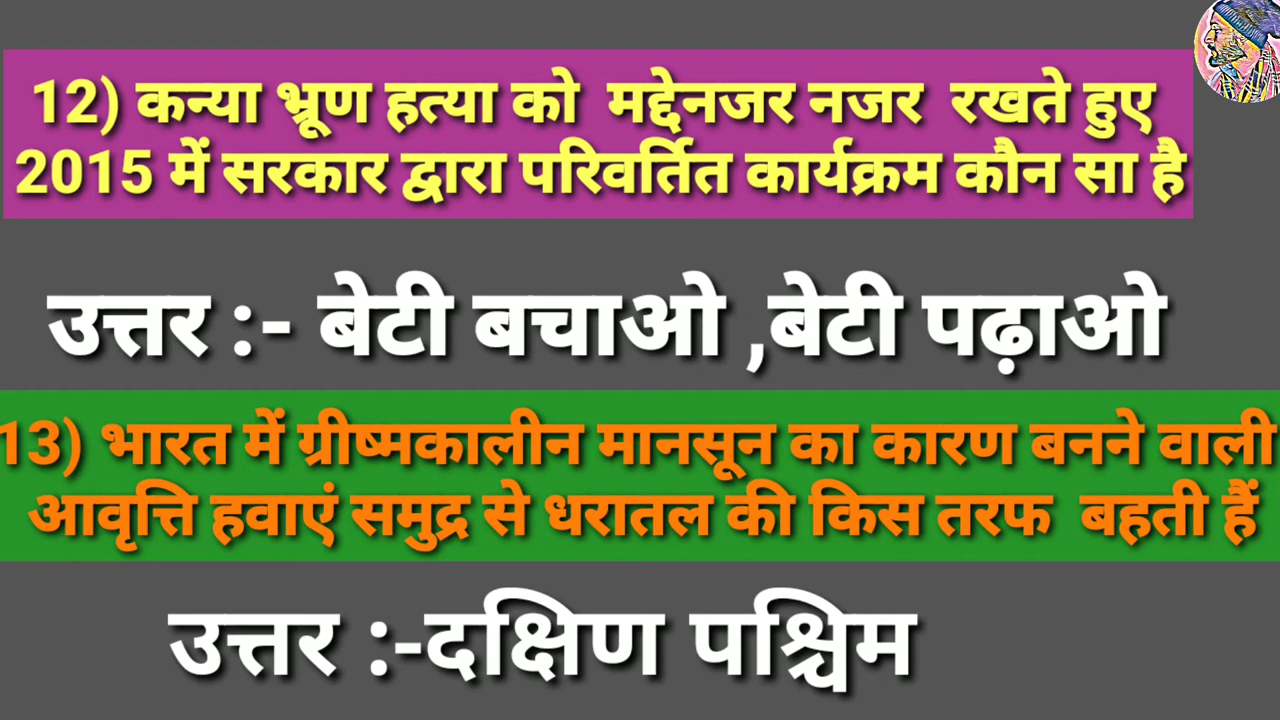 12) कन्या भ्रूण हत्या को मद्देनजर नजर रखते हुए
2015 में सरकार द्वारा परिवर्तित कार्यक्रम कौन सा है
उत्तर :- बेटी बचाओ ,बेटी पढ़ाओ
13) भारत में ग्रीष्मकालीन मानसून का कारण बनने वाली
आवृत्ति हवाएं समुद्र से धरातल की किस तरफ बहती हैं
उत्तर :-दक्षिण पश्चिम